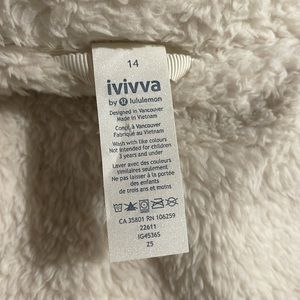 14
ivivva
by lululemon
Designed in Vancouver
Made in Vietnam
Conçu à Vancouver
Fabriqué au Vietnam
Wash with like colours
Not intended for children
3 years and under
Laver avec des couleurs
similaires seulement
Ne pas laisser à portée
des enfants
de trois ans et moins
CA 35801 RN 106259
22611
IG4536S
25